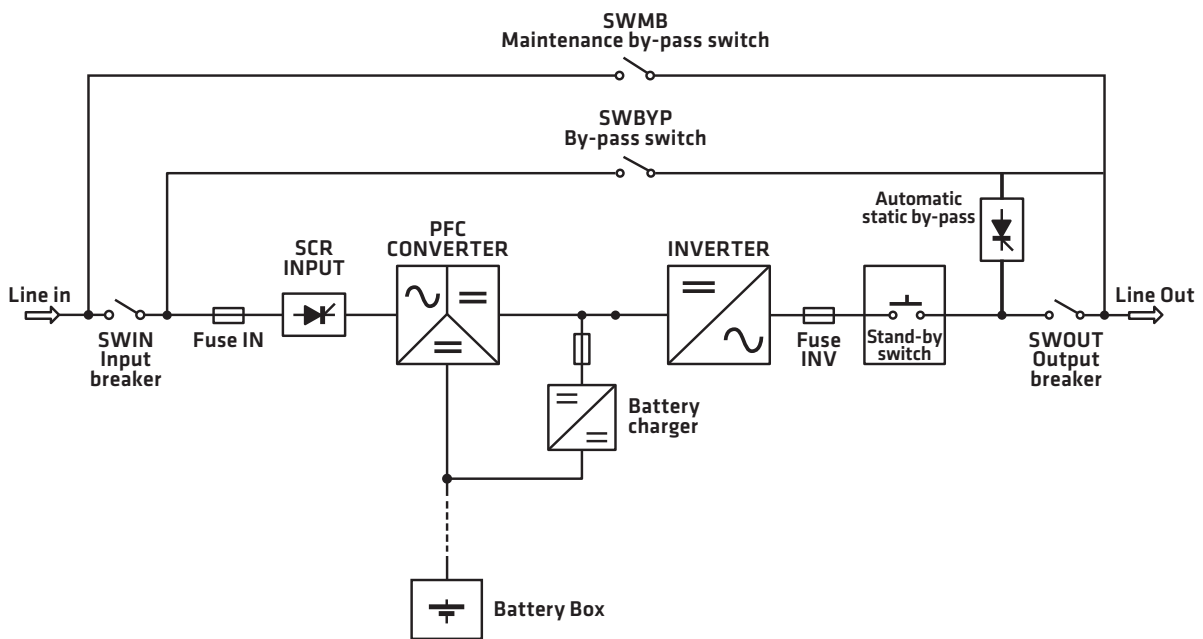 SWMB
Maintenance by-pass switch
SWBYP
By-pass switch
Automatic
static by-pass
PFC
CONVERTER
SCR
INPUT
INVERTER
Line in
Line Out
SWIN
Input
breaker
Fuse IN
Fuse
INV
Stand-by
switch
SWOUT
Output
breaker
Battery
charger
Battery Box